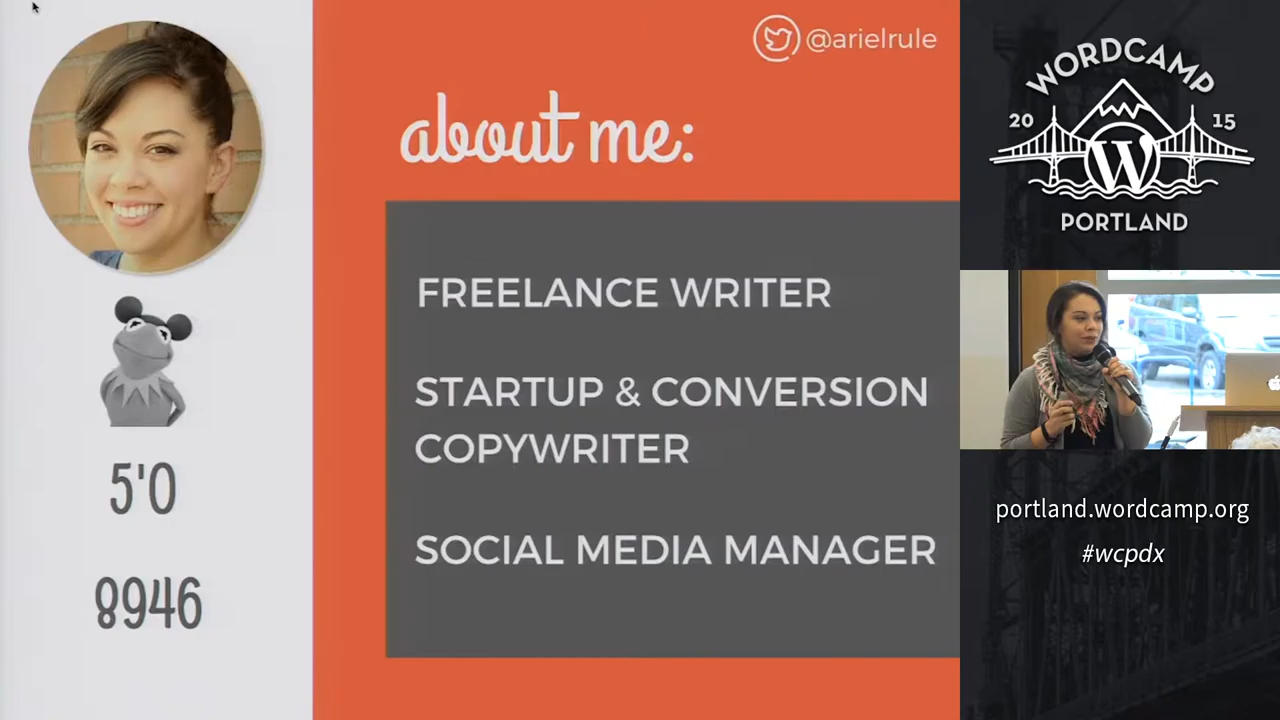 @arielrule
about me:
FREELANCE WRITER
STARTUP & CONVERSION
COPYWRITER
SOCIAL MEDIA MANAGER
5'0
8946
WORDCAMP
20 15
W
PORTLAND
portland.wordcamp.org
#wcpdx